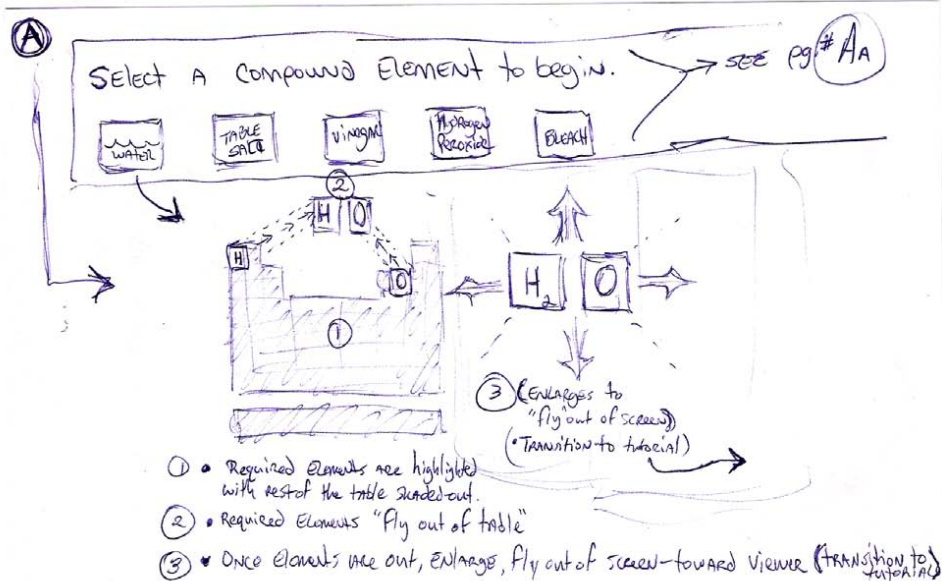 A
Select A Compound Element to begin.
SEE pg. # AA
WATER
TABLE
SALT
Vinegar
Hydrogen
Peroxide
BLEACH
2
H O
H
O
1
H2 O
3 (ENLARGES to
"fly" out of screen)
(• TRANSITION to tutorial)
1 • Required Elements are highlighted
with rest of the table shaded-out.
2 • Required Elements "Fly out of table"
3 • Once Elements are out, ENLARGE, fly out of screen-toward viewer (TRANSITION to
tutorial)